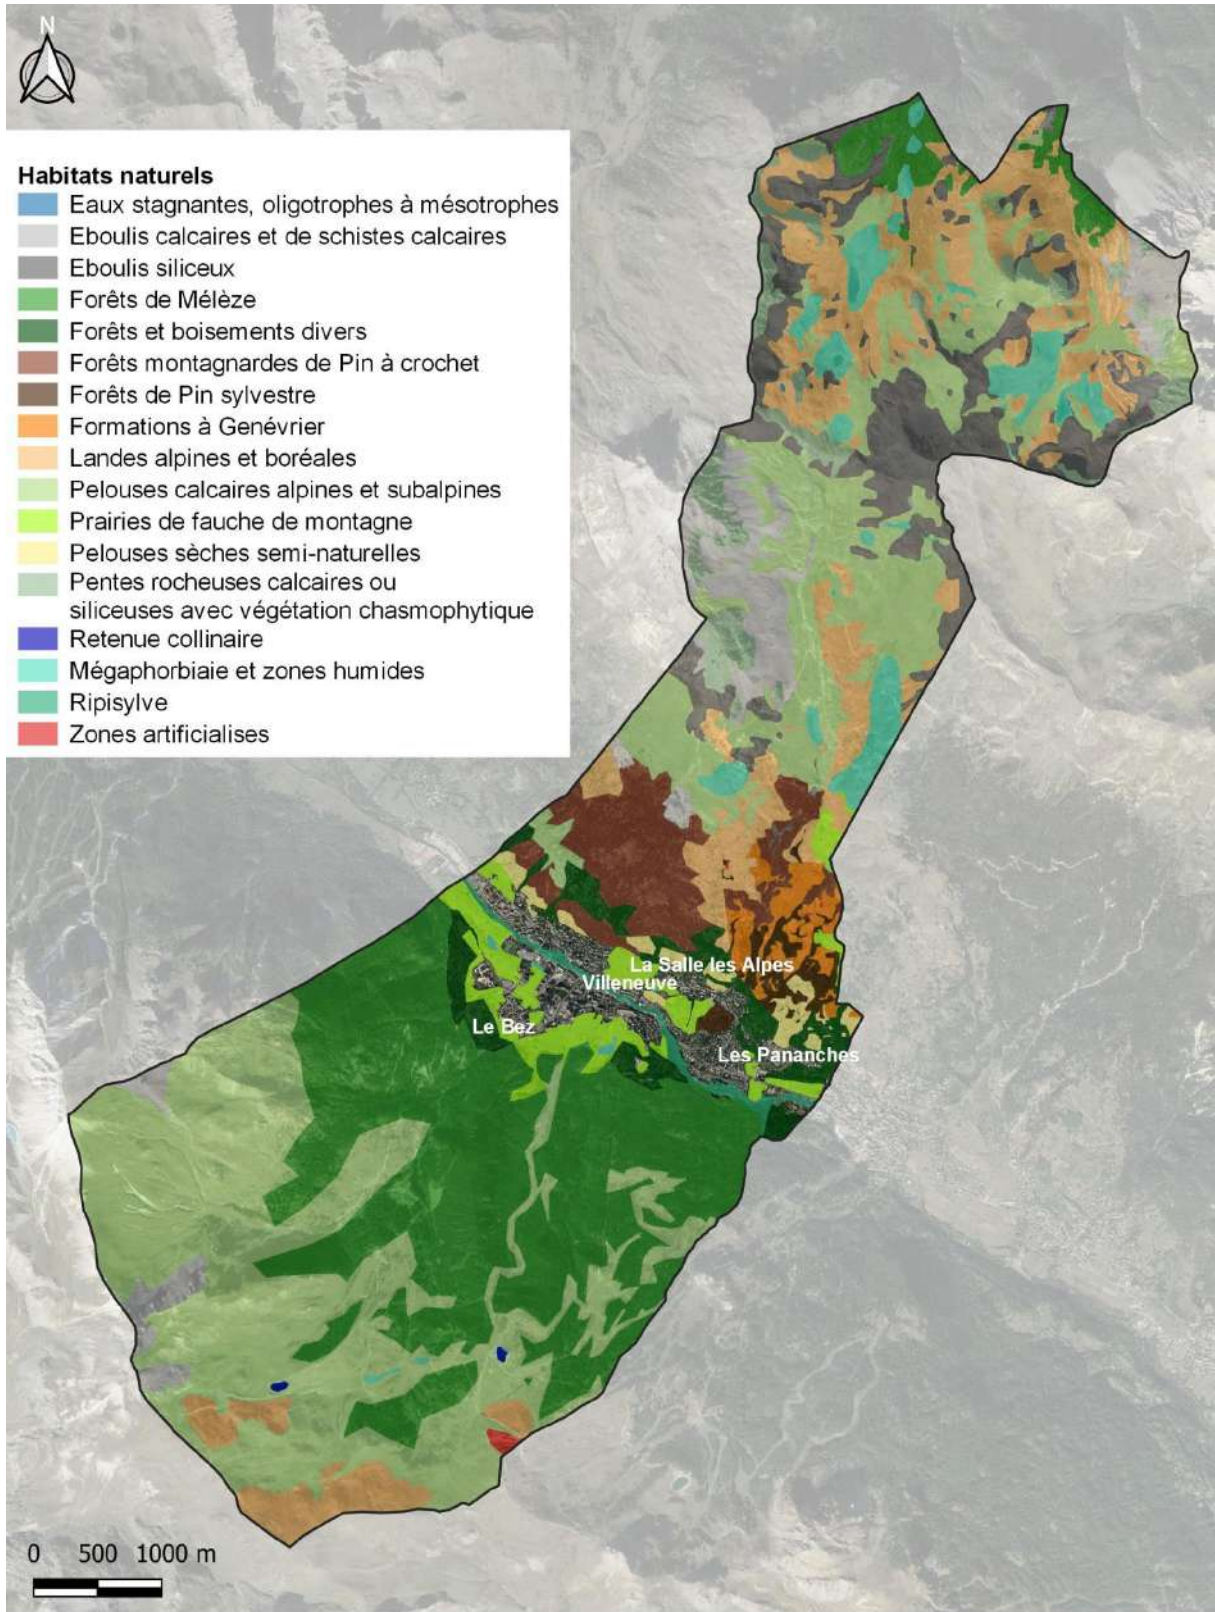 N
Habitats naturels
Eaux stagnantes, oligotrophes à mésotrophes
Eboulis calcaires et de schistes calcaires
Eboulis siliceux
Forêts de Mélèze
Forêts et boisements divers
Forêts montagnardes de Pin à crochet
Forêts de Pin sylvestre
Formations à Genévrier
Landes alpines et boréales
Pelouses calcaires alpines et subalpines
Prairies de fauche de montagne
Pelouses sèches semi-naturelles
Pentes rocheuses calcaires ou
siliceuses avec végétation chasmophytique
Retenue collinaire
Mégaphorbiaie et zones humides
Ripisylve
Zones artificialises
La Salle les Alpes
Villeneuve
Le Bez
Les Pananches
0 500 1000 m